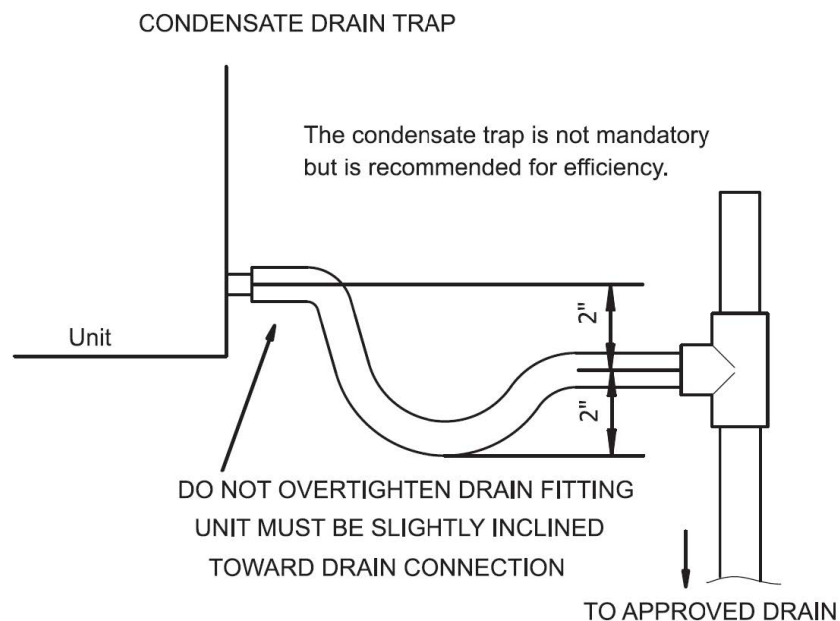 CONDENSATE DRAIN TRAP
The condensate trap is not mandatory
but is recommended for efficiency.
Unit
2"
2"
DO NOT OVERTIGHTEN DRAIN FITTING
UNIT MUST BE SLIGHTLY INCLINED
TOWARD DRAIN CONNECTION
TO APPROVED DRAIN